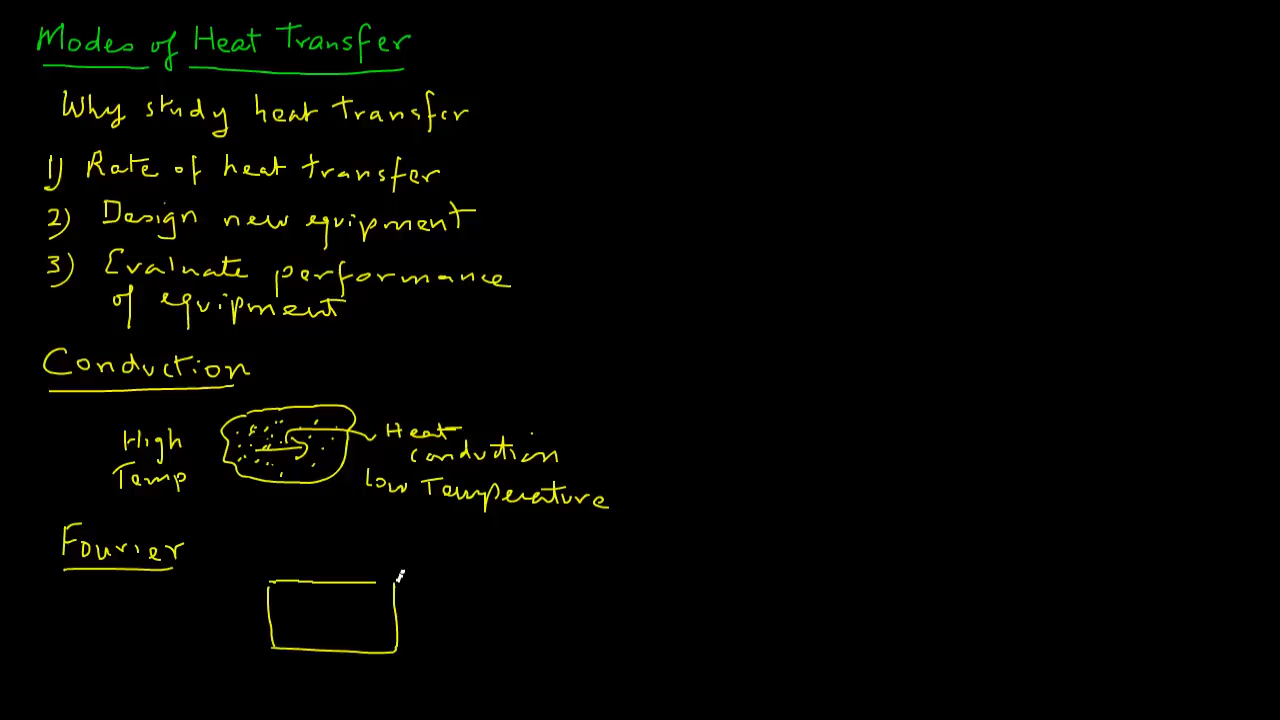 Modes of Heat Transfer
Why study heat transfer
1) Rate of heat transfer
2) Design new equipment
3) Evaluate performance
of equipment
Conduction
High
Temp
Heat
conduction
Low Temperature
Fourier